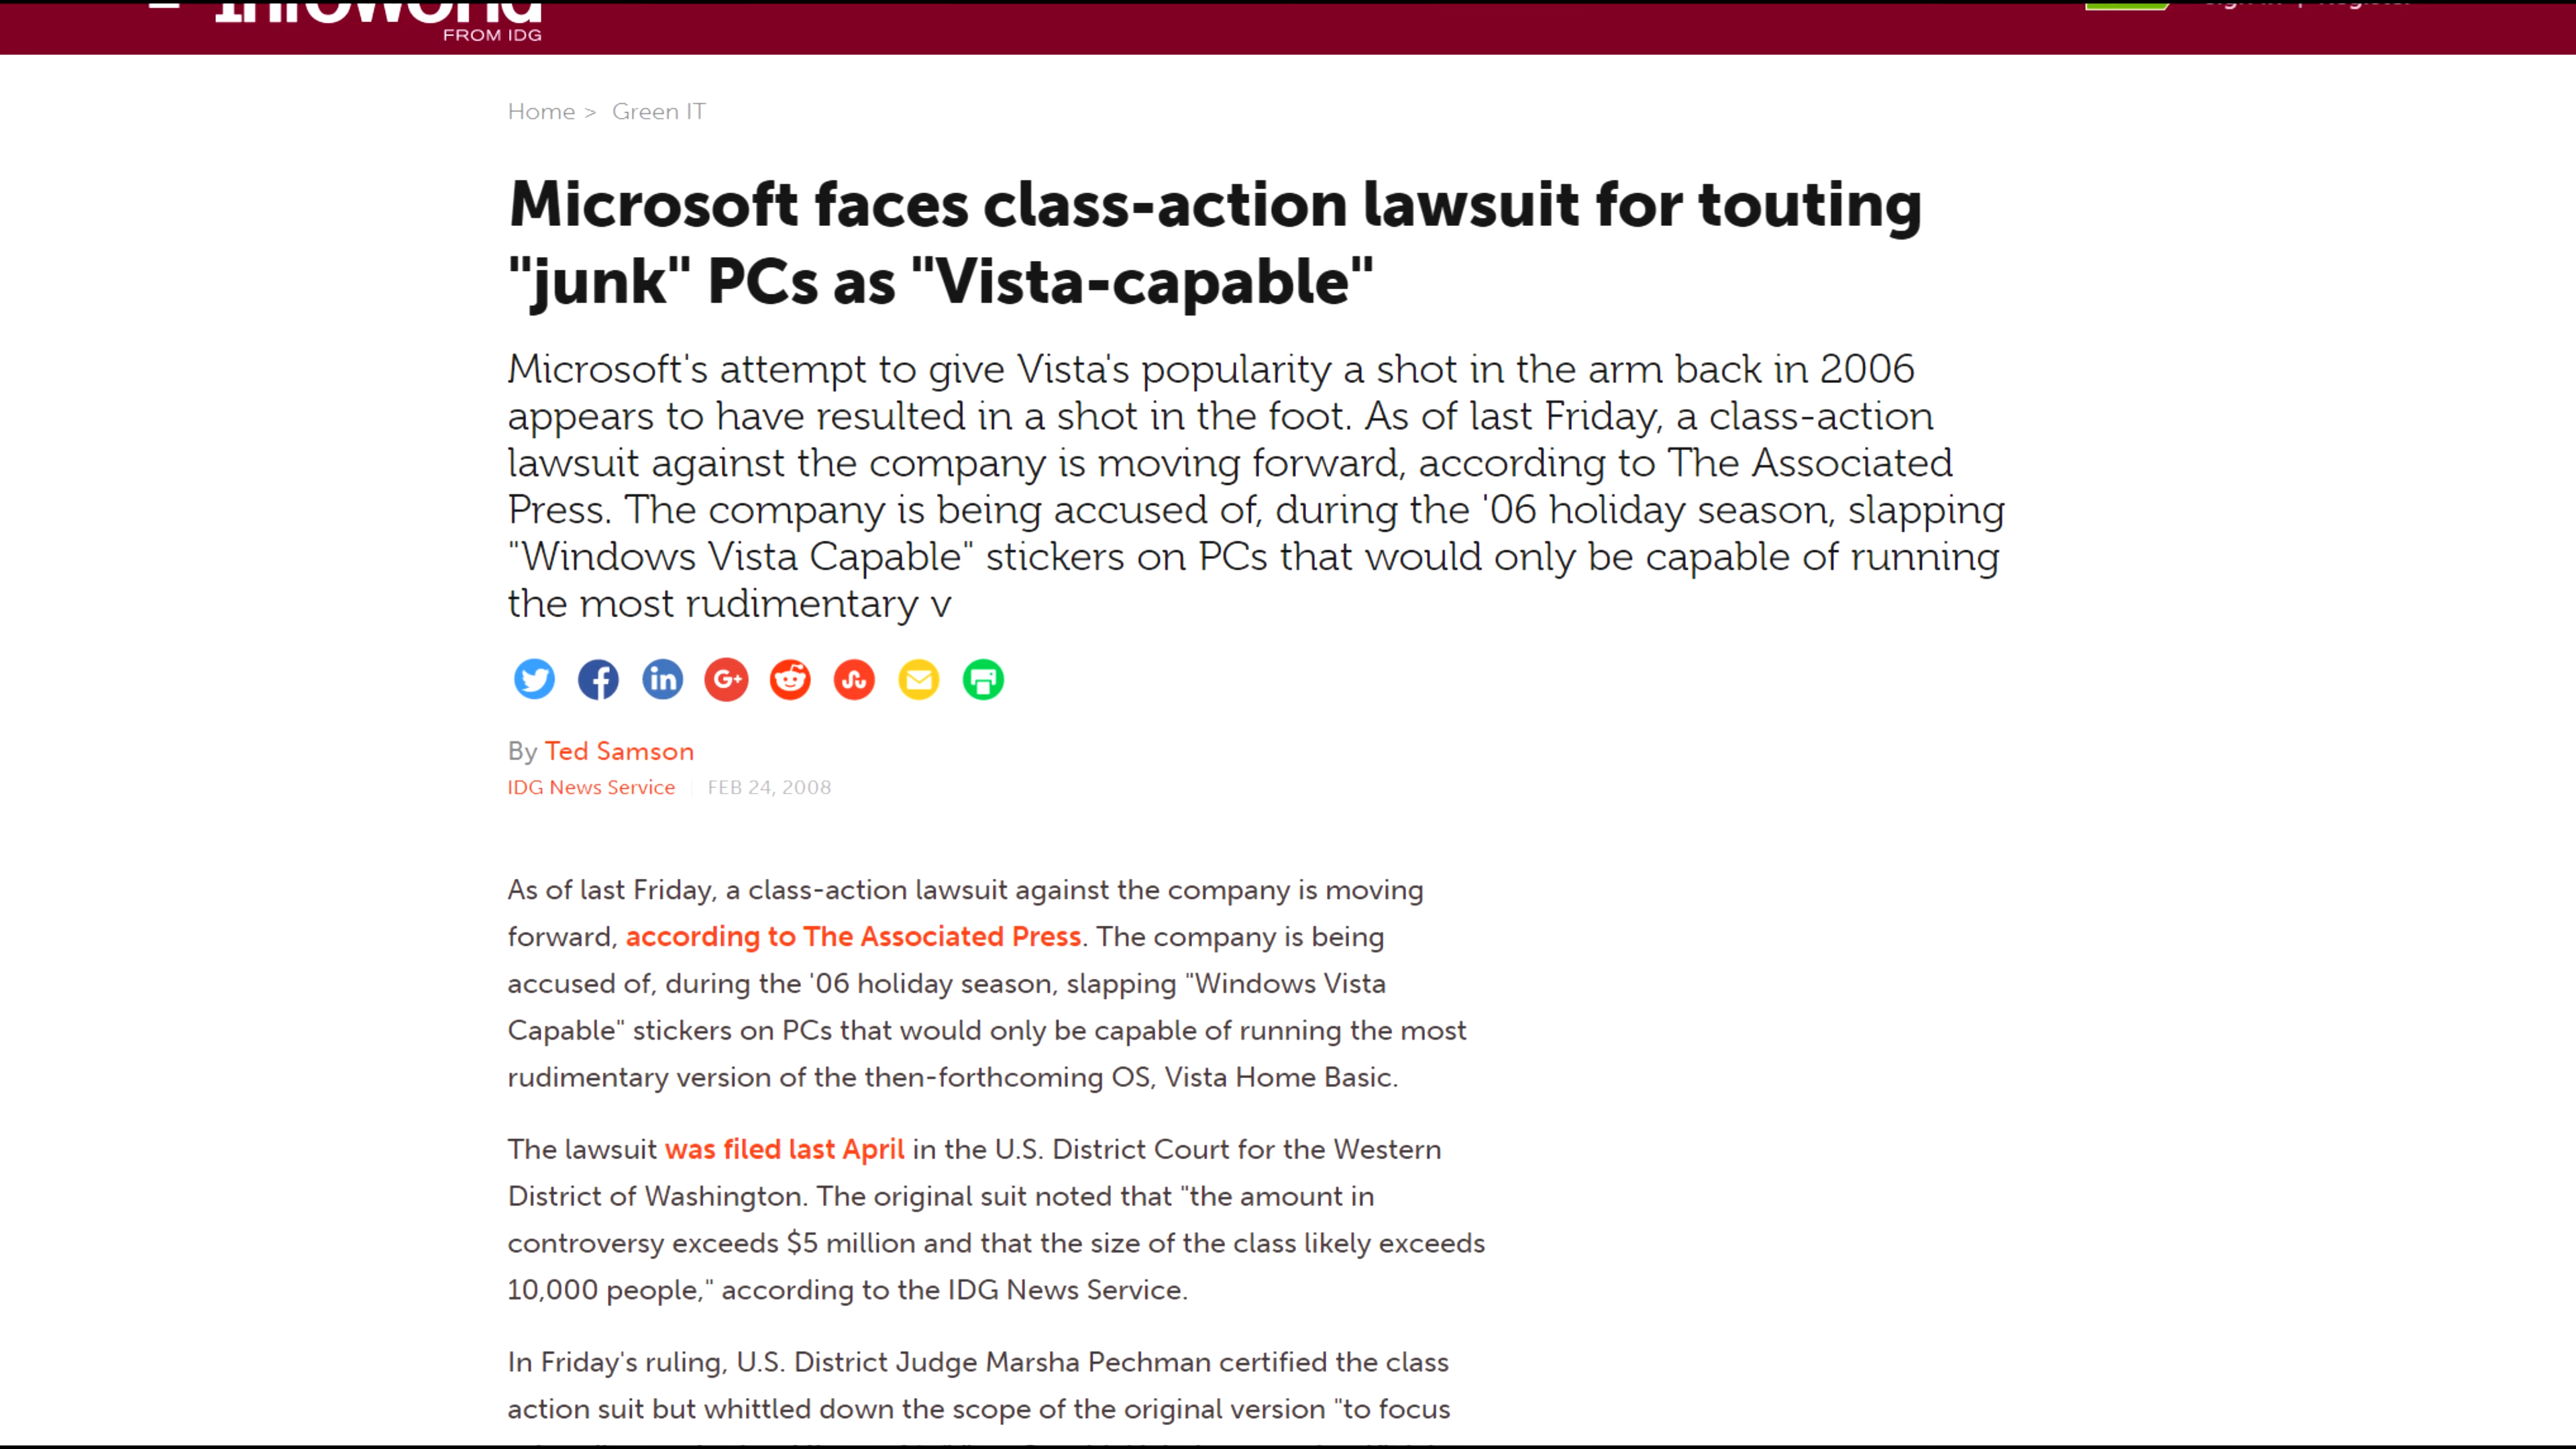 InfoWorld
FROM IDG
Sign In | Register
Home > Green IT
Microsoft faces class-action lawsuit for touting
"junk" PCs as "Vista-capable"
Microsoft's attempt to give Vista's popularity a shot in the arm back in 2006
appears to have resulted in a shot in the foot. As of last Friday, a class-action
lawsuit against the company is moving forward, according to The Associated
Press. The company is being accused of, during the '06 holiday season, slapping
"Windows Vista Capable" stickers on PCs that would only be capable of running
the most rudimentary v
By Ted Samson
IDG News Service | FEB 24, 2008
As of last Friday, a class-action lawsuit against the company is moving
forward, according to The Associated Press. The company is being
accused of, during the '06 holiday season, slapping "Windows Vista
Capable" stickers on PCs that would only be capable of running the most
rudimentary version of the then-forthcoming OS, Vista Home Basic.
The lawsuit was filed last April in the U.S. District Court for the Western
District of Washington. The original suit noted that "the amount in
controversy exceeds $5 million and that the size of the class likely exceeds
10,000 people," according to the IDG News Service.
In Friday's ruling, U.S. District Judge Marsha Pechman certified the class
action suit but whittled down the scope of the original version "to focus